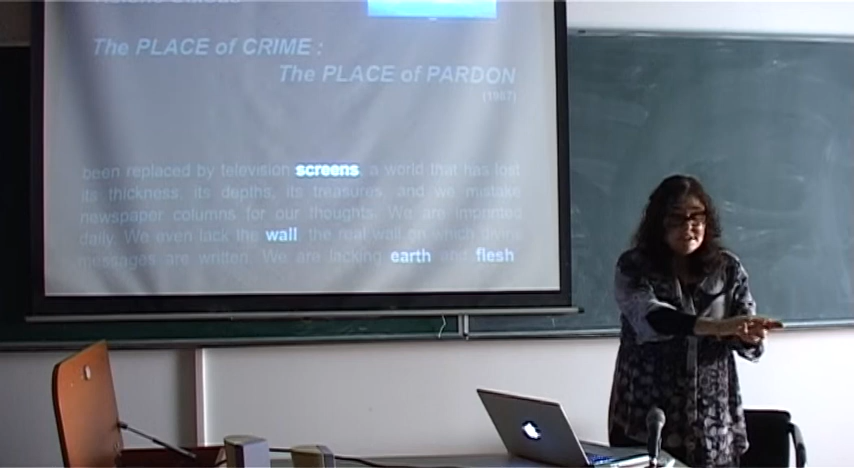 The PLACE of CRIME :
The PLACE of PARDON
(1987)
been replaced by television screens, a world that has lost
its thickness, its depths, its treasures, and we mistake
newspaper columns for our thoughts. We are imprinted
daily. We even lack the wall, the real wall on which divine
messages are written. We are lacking earth and flesh